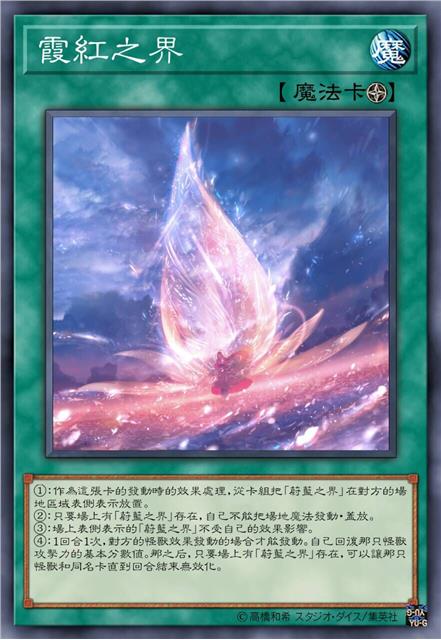 霞紅之界
魔
【魔法卡】
①:作為這張卡的發動時的效果處理,從卡組把「蔚藍之界」在對方的場
地區域表側表示放置。
②:只要場上有「蔚藍之界」存在,自己不能把場地魔法發動・蓋放。
③:場上表側表示的「蔚藍之界」不受自己的效果影響。
④:1回合1次,對方的怪獸效果發動的場合才能發動。自己回復那只怪獸
攻擊力的基本分數值。那之後,只要場上有「蔚藍之界」存在,可以讓那只
怪獸和同名卡直到回合結束無效化。
©高橋和希 スタジオ・ダイス/集英社
YU-G